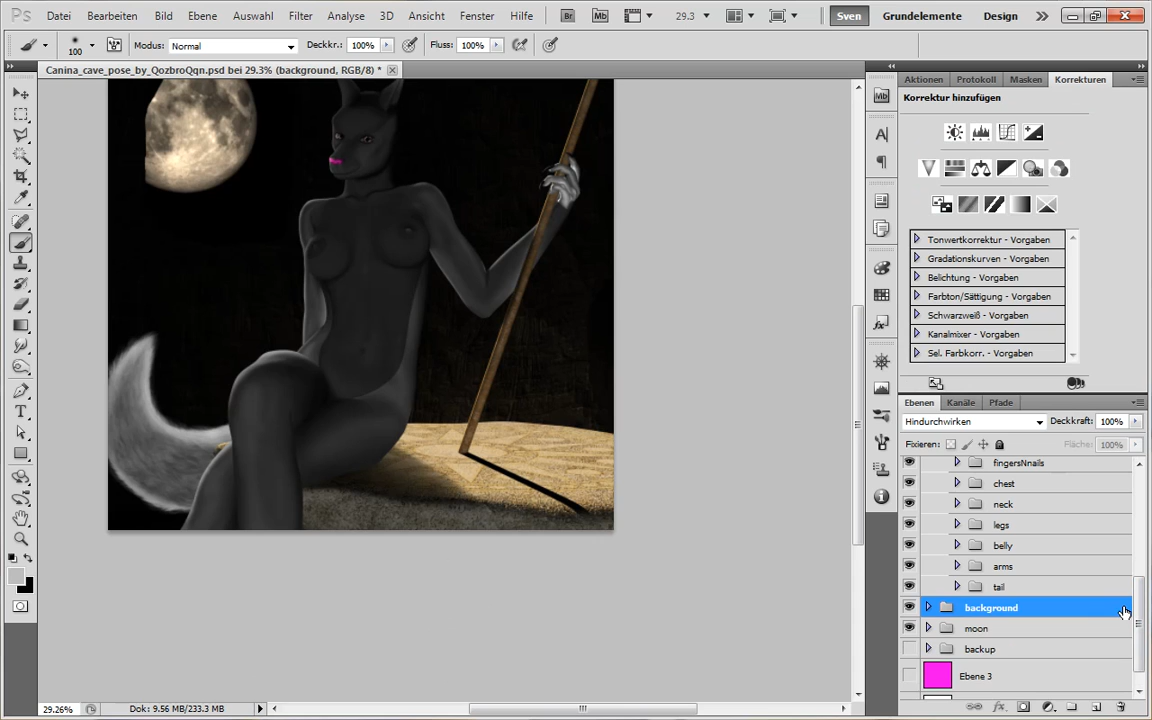 Ps Datei Bearbeiten Bild Ebene Auswahl Filter Analyse 3D Ansicht Fenster Hilfe Br Mb 29.3 Sven Grundelemente Design
100 Modus: Normal Deckkr.: 100% Fluss: 100%
Canina_cave_pose_by_QozbroQqn.psd bei 29.3% (background, RGB/8) *
Aktionen Protokoll Masken Korrekturen
Mb
Korrektur hinzufügen
Tonwertkorrektur - Vorgaben
Gradationskurven - Vorgaben
Belichtung - Vorgaben
Farbton/Sättigung - Vorgaben
Schwarzweiß - Vorgaben
Kanalmixer - Vorgaben
Sel. Farbkorr. - Vorgaben
Ebenen Kanäle Pfade
Hindurchwirken Deckkraft: 100%
Fixieren: Fläche: 100%
fingersNnails
chest
neck
legs
belly
arms
tail
background
moon
backup
Ebene 3
29.26% Dok: 9.56 MB/233.3 MB